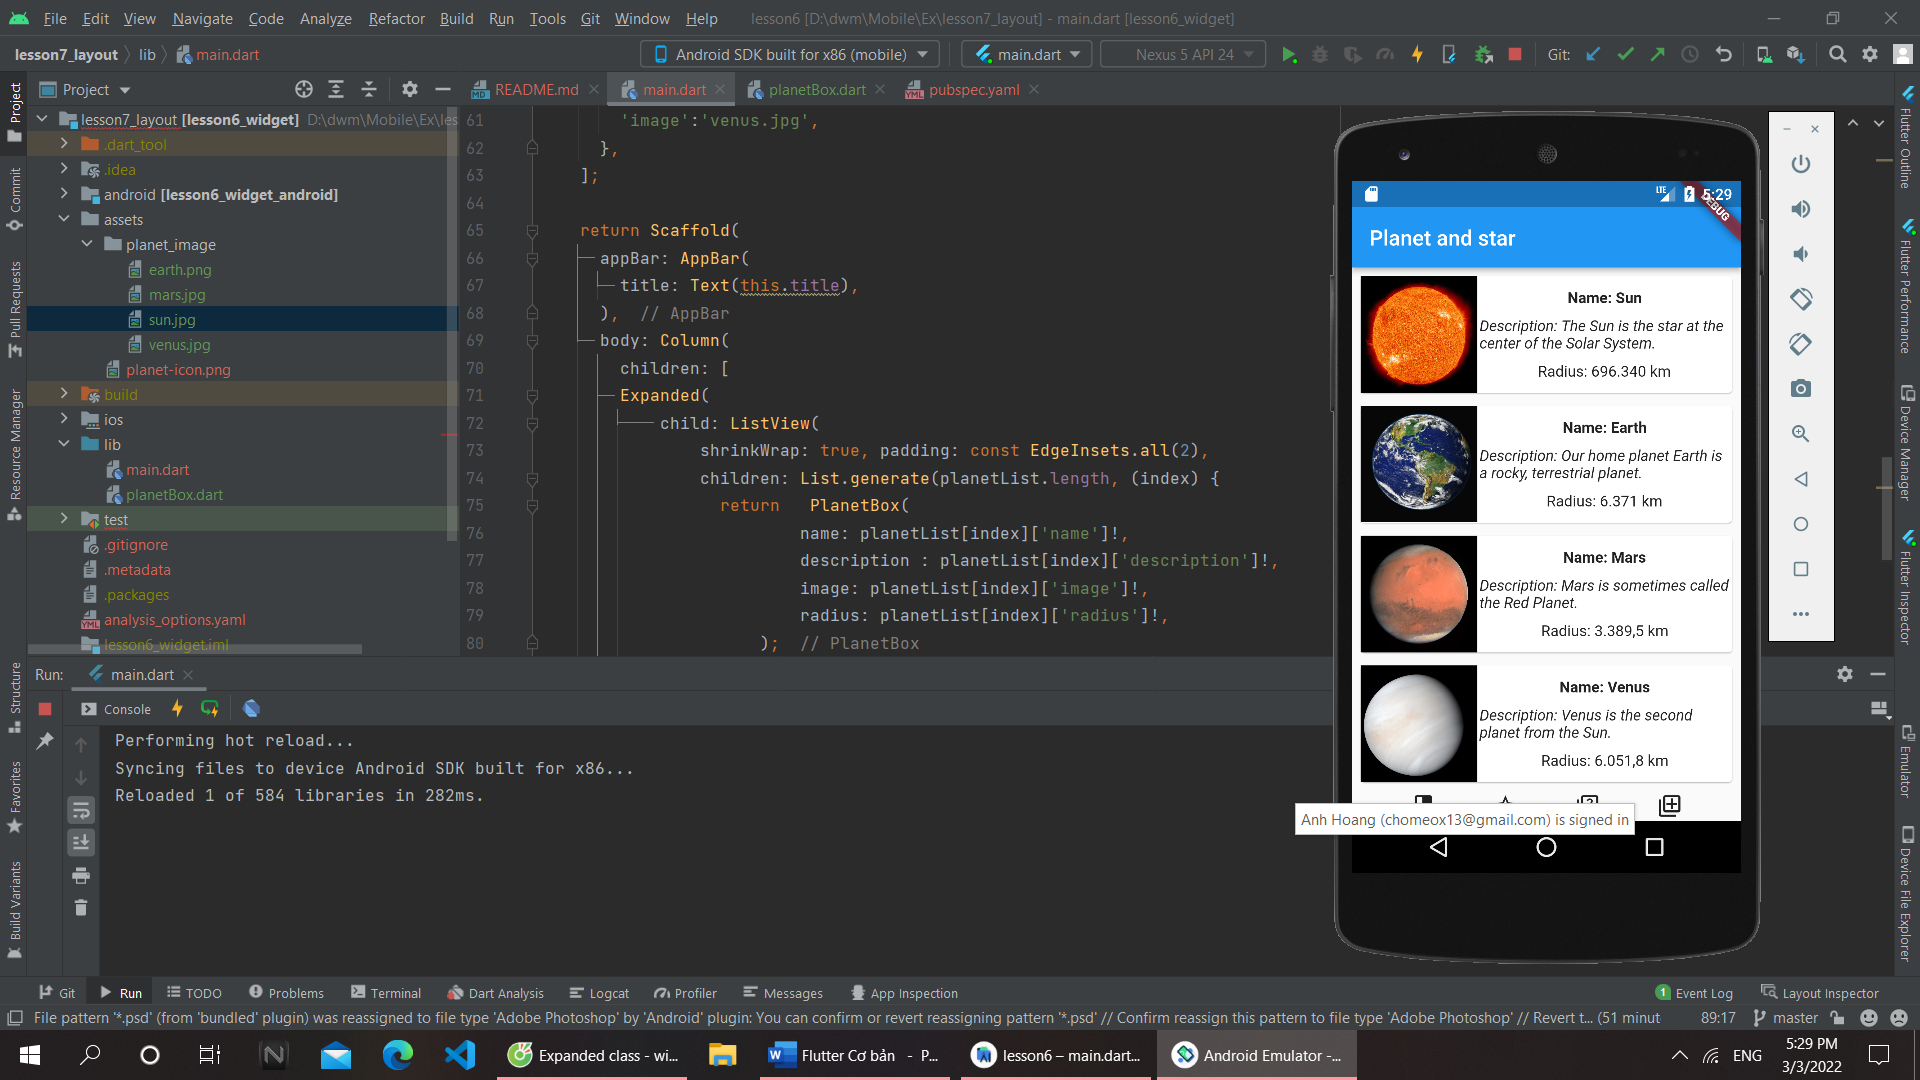 File Edit View Navigate Code Analyze Refactor Build Run Tools Git Window Help lesson6 [D:\dwm\Mobile\Ex\lesson7_layout] - main.dart [lesson6_widget]
lesson7_layout lib main.dart Android SDK built for x86 (mobile) main.dart Nexus 5 API 24 Git:
Project
README.md main.dart planetBox.dart pubspec.yaml
lesson7_layout [lesson6_widget] D:\dwm\Mobile\Ex\les
.dart_tool
.idea
android [lesson6_widget_android]
assets
planet_image
earth.png
mars.jpg
sun.jpg
venus.jpg
planet-icon.png
build
ios
lib
main.dart
planetBox.dart
test
.gitignore
.metadata
.packages
analysis_options.yaml
lesson6_widget.iml
61 'image':'venus.jpg',
62 },
63 ];
64
65 return Scaffold(
66 appBar: AppBar(
67 title: Text(this.title),
68 ), // AppBar
69 body: Column(
70 children: [
71 Expanded(
72 child: ListView(
73 shrinkWrap: true, padding: const EdgeInsets.all(2),
74 children: List.generate(planetList.length, (index) {
75 return PlanetBox(
76 name: planetList[index]['name']!,
77 description : planetList[index]['description']!,
78 image: planetList[index]['image']!,
79 radius: planetList[index]['radius']!,
80 ); // PlanetBox
LTE 5:29
DEBUG
Planet and star
Name: Sun
Description: The Sun is the star at the
center of the Solar System.
Radius: 696.340 km
Name: Earth
Description: Our home planet Earth is
a rocky, terrestrial planet.
Radius: 6.371 km
Name: Mars
Description: Mars is sometimes called
the Red Planet.
Radius: 3.389,5 km
Name: Venus
Description: Venus is the second
planet from the Sun.
Radius: 6.051,8 km
Anh Hoang (chomeox13@gmail.com) is signed in
Project
Commit
Pull Requests
Resource Manager
Structure
Favorites
Build Variants
Flutter Outline
Flutter Performance
Device Manager
Flutter Inspector
Emulator
Device File Explorer
Run: main.dart
Console
Performing hot reload...
Syncing files to device Android SDK built for x86...
Reloaded 1 of 584 libraries in 282ms.
Git Run TODO Problems Terminal Dart Analysis Logcat Profiler Messages App Inspection 1 Event Log Layout Inspector
File pattern '*.psd' (from 'bundled' plugin) was reassigned to file type 'Adobe Photoshop' by 'Android' plugin: You can confirm or revert reassigning pattern '*.psd' // Confirm reassign this pattern to file type 'Adobe Photoshop' // Revert t... (51 minut 89:17 master
Expanded class - wi... Flutter Cơ bản - P... lesson6 – main.dart... Android Emulator -... ENG 5:29 PM
3/3/2022